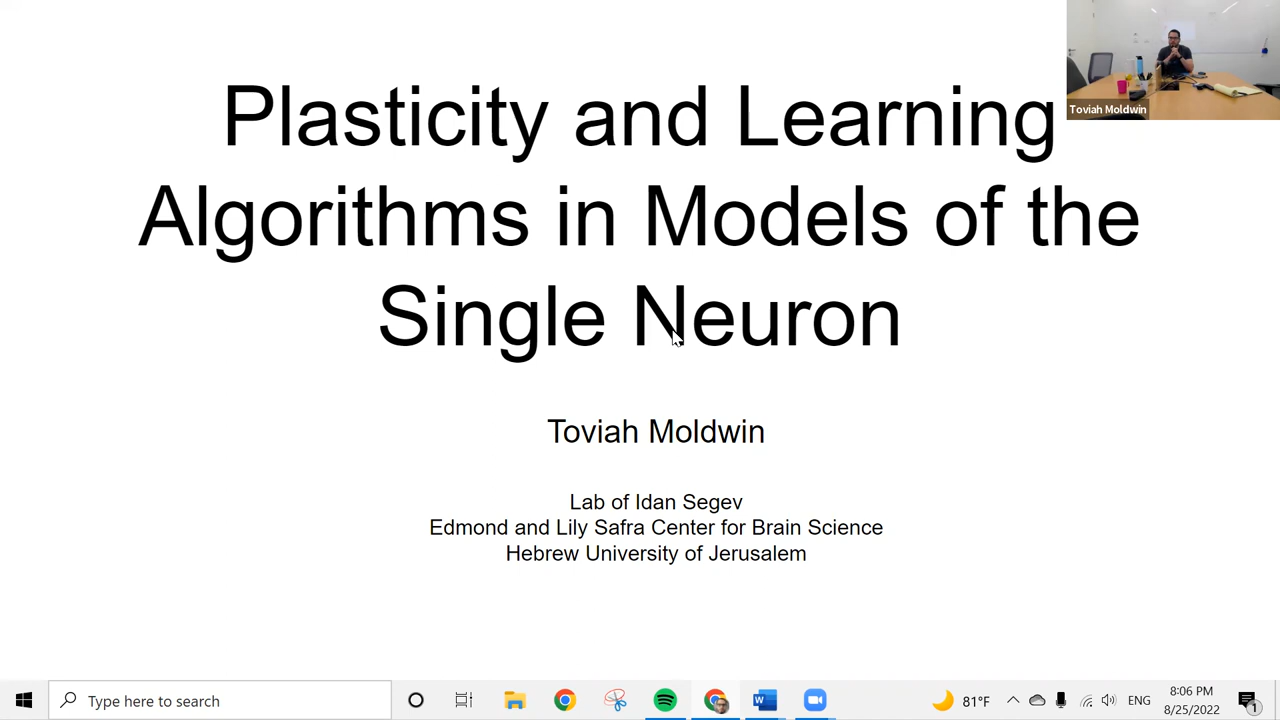 Plasticity and Learning
Algorithms in Models of the
Single Neuron
Toviah Moldwin
Toviah Moldwin
Lab of Idan Segev
Edmond and Lily Safra Center for Brain Science
Hebrew University of Jerusalem
Type here to search
W
81°F
ENG
8:06 PM
8/25/2022
1